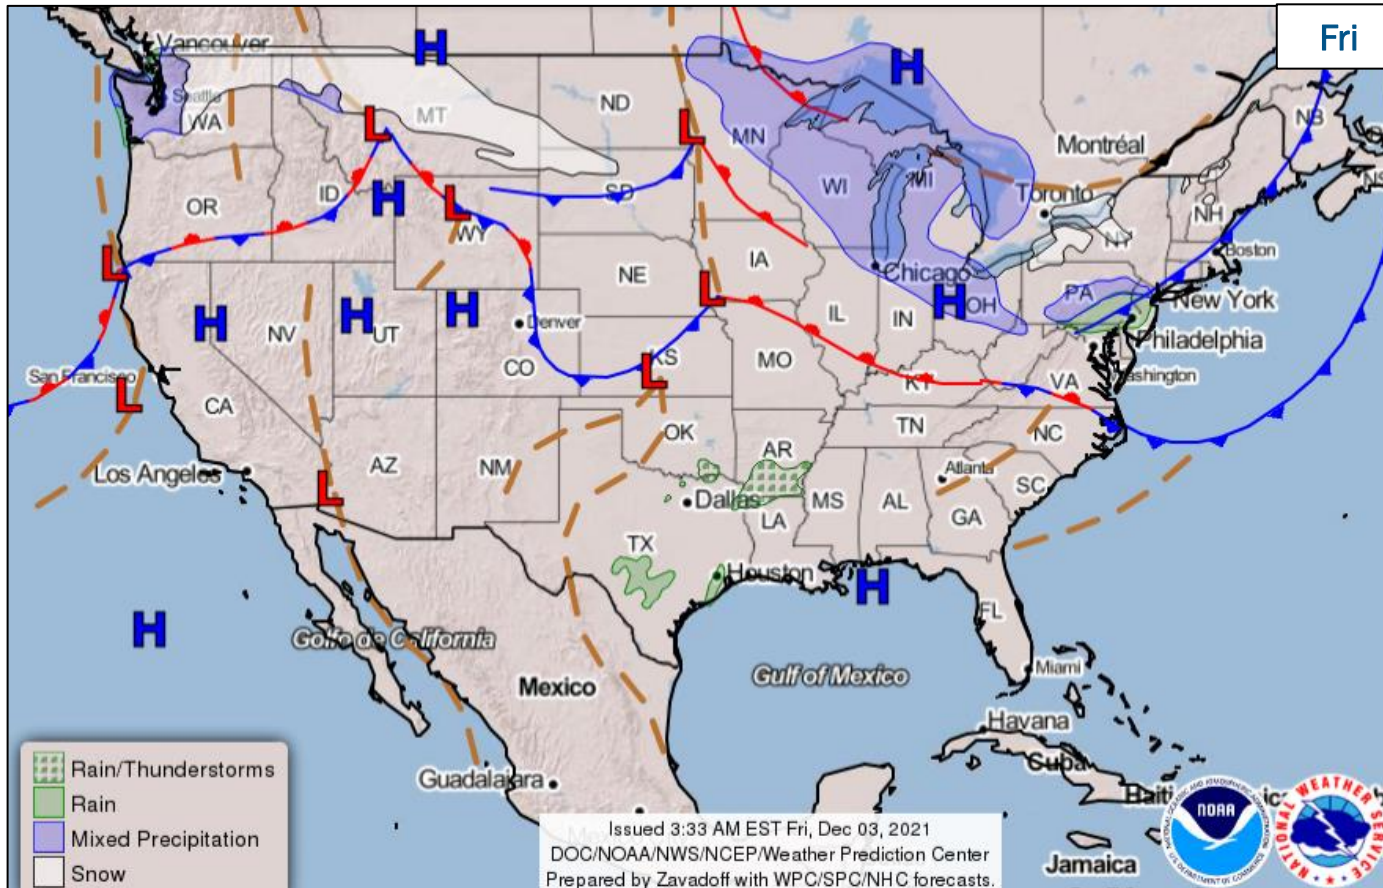 Fri
H
Vancouver
H
Seattle
WA
MT
ND
MN
NB
L
L
Montréal
OR
ID
H
SD
WI
MI
Toronto
NH
L
WY
NY
Boston
L
NE
IA
Chicago
PA
New York
H
NV
H
UT
H
Denver
L
IL
IN
H
OH
Philadelphia
San Francisco
L
CO
L
KS
MO
KY
VA
Washington
CA
OK
TN
NC
Los Angeles
AZ
NM
AR
Atlanta
SC
L
Dallas
LA
MS
AL
GA
TX
Houston
H
FL
H
Golfo de California
Mexico
Gulf of Mexico
Miami
Havana
Cuba
Guadalajara
Jamaica
Rain/Thunderstorms
Rain
Mixed Precipitation
Snow
Issued 3:33 AM EST Fri, Dec 03, 2021
DOC/NOAA/NWS/NCEP/Weather Prediction Center
Prepared by Zavadoff with WPC/SPC/NHC forecasts.
NOAA
NATIONAL WEATHER SERVICE